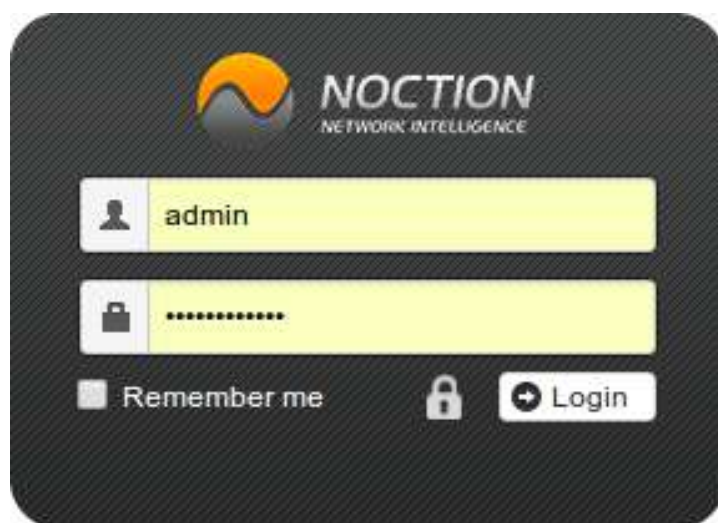 NOCTION
NETWORK INTELLIGENCE
admin
••••••••••••
Remember me
Login